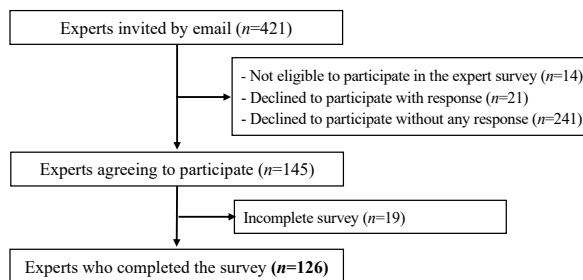 Experts invited by email (n=421)
- Not eligible to participate in the expert survey (n=14)
- Declined to participate with response (n=21)
- Declined to participate without any response (n=241)
Experts agreeing to participate (n=145)
Incomplete survey (n=19)
Experts who completed the survey (n=126)